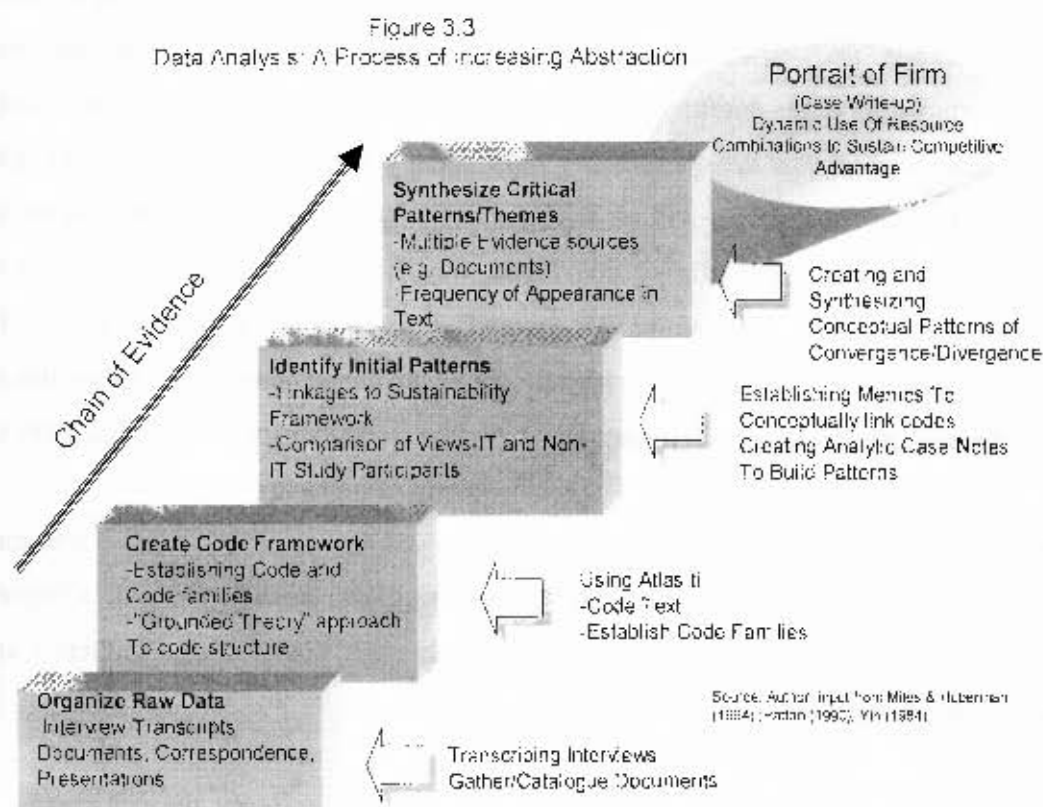 Figure 3.3
Data Analysis: A Process of Increasing Abstraction
Portrait of Firm
(Case Write-up)
Dynamic Use Of Resource
Combinations to Sustain Competitive
Advantage
Chain of Evidence
Synthesize Critical
Patterns/Themes
-Multiple Evidence sources
(e.g. Documents)
-Frequency of Appearance in
Text
Creating and
Synthesizing
Conceptual Patterns of
Convergence/Divergence
Identify Initial Patterns
-Linkages to Sustainability
Framework
-Comparison of Views-IT and Non-
IT Study Participants
Establishing Memos To
Conceptually link codes
Creating Analytic Case Notes
To Build Patterns
Create Code Framework
-Establishing Code and
Code families
-"Grounded Theory" approach
To code structure
Using Atlas ti
-Code Text
-Establish Code Families
Organize Raw Data
Interview Transcripts
Documents, Correspondence,
Presentations
Transcribing Interviews
Gather/Catalogue Documents
Source: Author input from Miles & Huberman
(1990), Yin (1984)